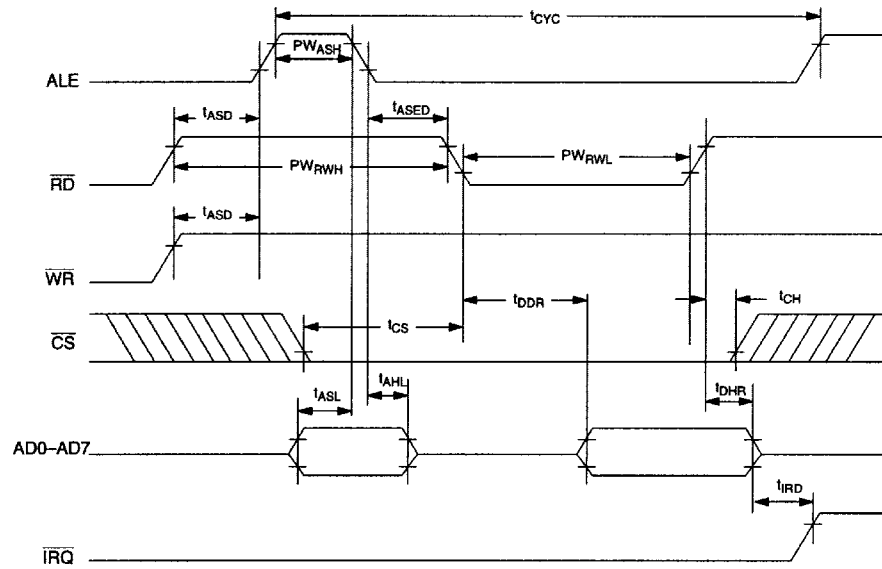 tCYC
PWASH
ALE
tASD
tASED
PWRWH
PWRWL
RD
tASD
WR
tDDR
tCH
tCS
CS
tASL
tAHL
tDHR
AD0–AD7
tIRD
IRQ